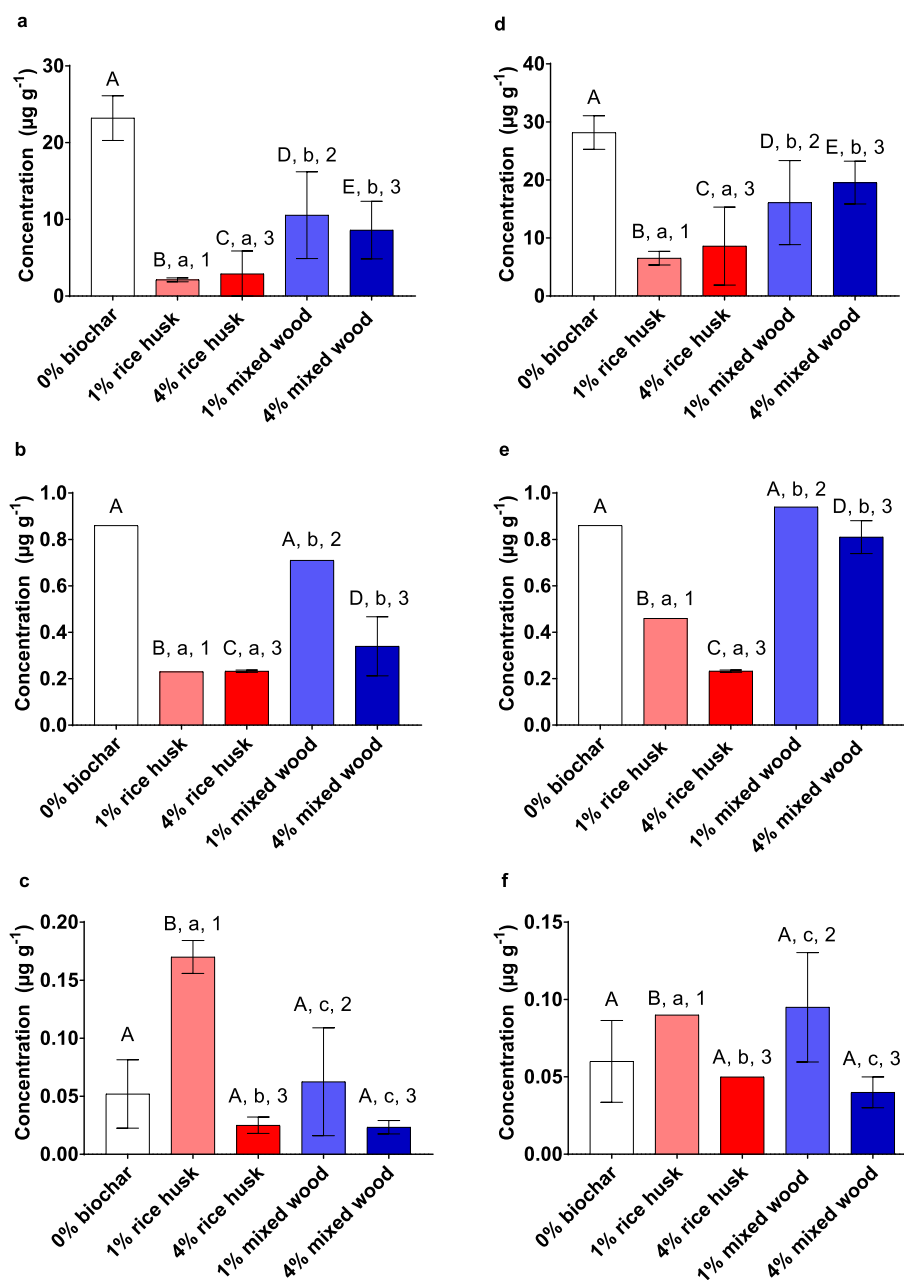 a
Concentration (µg g⁻¹)
30
20
10
0
A
B, a, 1
C, a, 3
D, b, 2
E, b, 3
0% biochar
1% rice husk
4% rice husk
1% mixed wood
4% mixed wood
d
Concentration (µg g⁻¹)
40
30
20
10
0
A
B, a, 1
C, a, 3
D, b, 2
E, b, 3
0% biochar
1% rice husk
4% rice husk
1% mixed wood
4% mixed wood
b
Concentration (µg g⁻¹)
1.0
0.8
0.6
0.4
0.2
0.0
A
B, a, 1
C, a, 3
A, b, 2
D, b, 3
0% biochar
1% rice husk
4% rice husk
1% mixed wood
4% mixed wood
e
Concentration (µg g⁻¹)
1.0
0.8
0.6
0.4
0.2
0.0
A
B, a, 1
C, a, 3
A, b, 2
D, b, 3
0% biochar
1% rice husk
4% rice husk
1% mixed wood
4% mixed wood
c
Concentration (µg g⁻¹)
0.20
0.15
0.10
0.05
0.00
A
B, a, 1
A, b, 3
A, c, 2
A, c, 3
0% biochar
1% rice husk
4% rice husk
1% mixed wood
4% mixed wood
f
Concentration (µg g⁻¹)
0.15
0.10
0.05
0.00
A
B, a, 1
A, b, 3
A, c, 2
A, c, 3
0% biochar
1% rice husk
4% rice husk
1% mixed wood
4% mixed wood